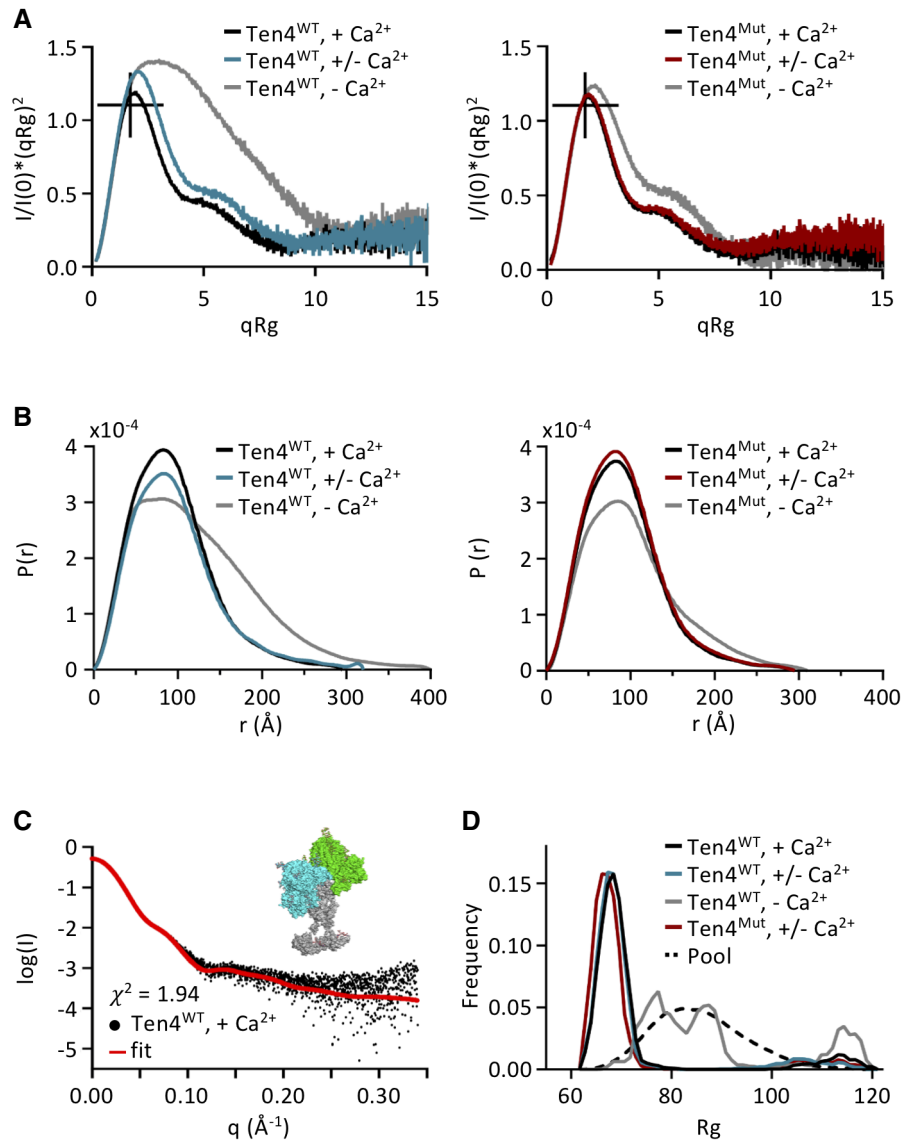 A
Ten4ᵂᵀ, + Ca²⁺
Ten4ᵂᵀ, +/- Ca²⁺
Ten4ᵂᵀ, - Ca²⁺
I/I(0)*(qRg)²
1.5
1.0
0.5
0.0
0 5 10 15
qRg
Ten4ᴹᵘᵗ, + Ca²⁺
Ten4ᴹᵘᵗ, +/- Ca²⁺
Ten4ᴹᵘᵗ, - Ca²⁺
I/I(0)*(qRg)²
1.5
1.0
0.5
0.0
0 5 10 15
qRg
B
x10⁻⁴
Ten4ᵂᵀ, + Ca²⁺
Ten4ᵂᵀ, +/- Ca²⁺
Ten4ᵂᵀ, - Ca²⁺
P(r)
4
3
2
1
0
0 100 200 300 400
r (Å)
x10⁻⁴
Ten4ᴹᵘᵗ, + Ca²⁺
Ten4ᴹᵘᵗ, +/- Ca²⁺
Ten4ᴹᵘᵗ, - Ca²⁺
P (r)
4
3
2
1
0
0 100 200 300 400
r (Å)
C
log(I)
0
-1
-2
-3
-4
-5
χ² = 1.94
Ten4ᵂᵀ, + Ca²⁺
fit
0.00 1.10 0.20 0.30
q (Å⁻¹)
D
Ten4ᵂᵀ, + Ca²⁺
Ten4ᵂᵀ, +/- Ca²⁺
Ten4ᵂᵀ, - Ca²⁺
Ten4ᴹᵘᵗ, +/- Ca²⁺
Pool
Frequency
0.15
0.10
0.05
0.00
60 80 100 120
Rg